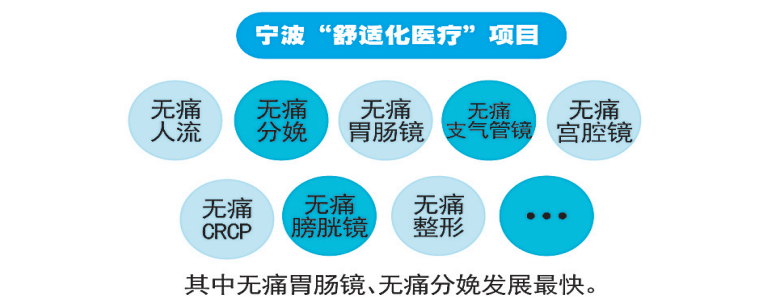 宁波“舒适化医疗”项目
无痛
人流
无痛
分娩
无痛
胃肠镜
无痛
支气管镜
无痛
宫腔镜
无痛
CRCP
无痛
膀胱镜
无痛
整形
•••
其中无痛胃肠镜、无痛分娩发展最快。